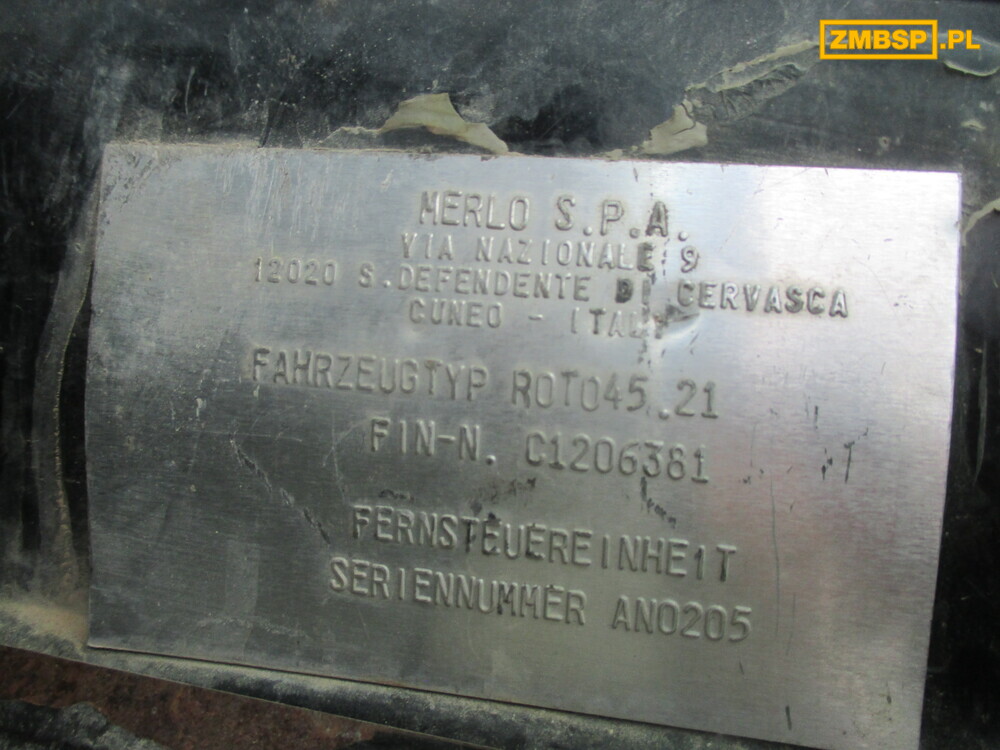 ZMBSP.PL
MERLO S.P.A.
VIA NAZIONALE 9
12020 S.DEFENDENTE DI CERVASCA
CUNEO - ITALY
FAHRZEUGTYP ROTO45.21
FIN-N. C1206381
FERNSTEUEREINHEIT
SERIENNUMMER AN0205